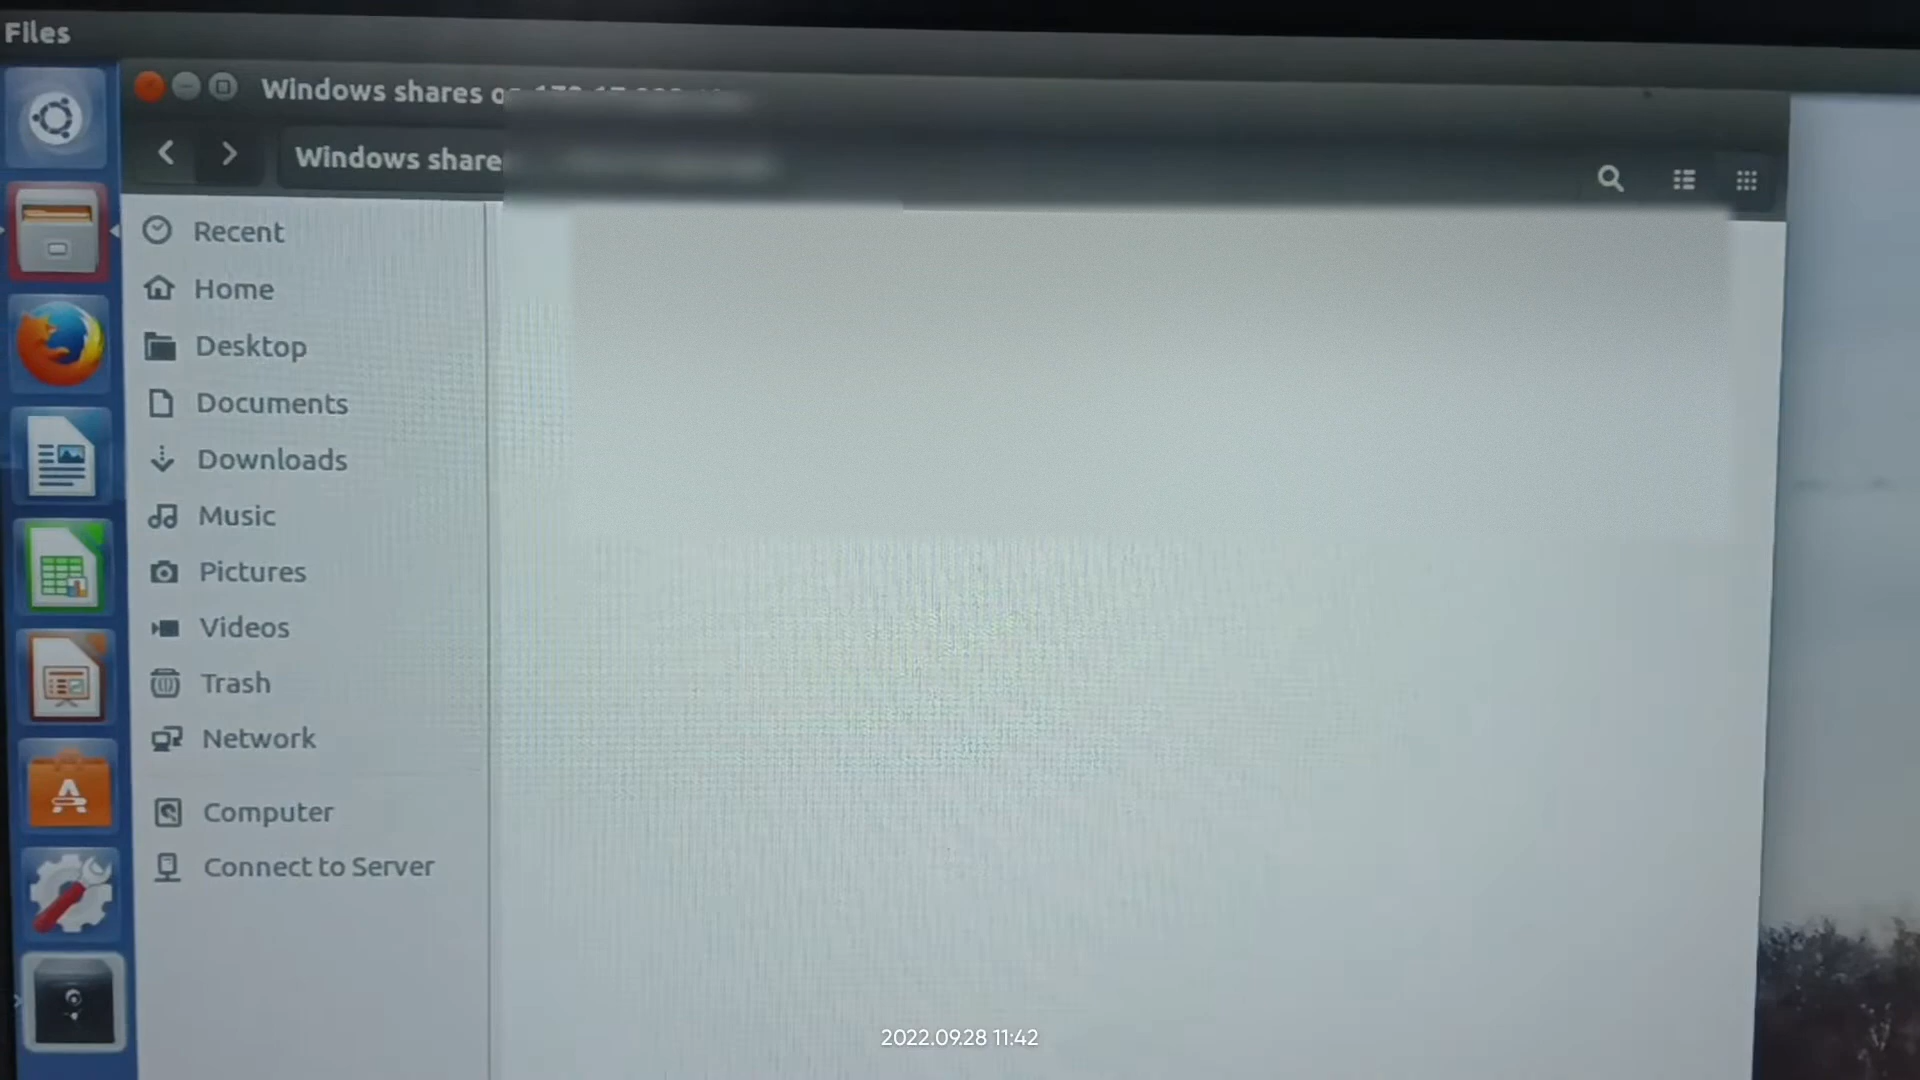 Files
Windows shares
Windows share
Recent
Home
Desktop
Documents
Downloads
Music
Pictures
Videos
Trash
Network
Computer
Connect to Server
2022.09.28 11:42